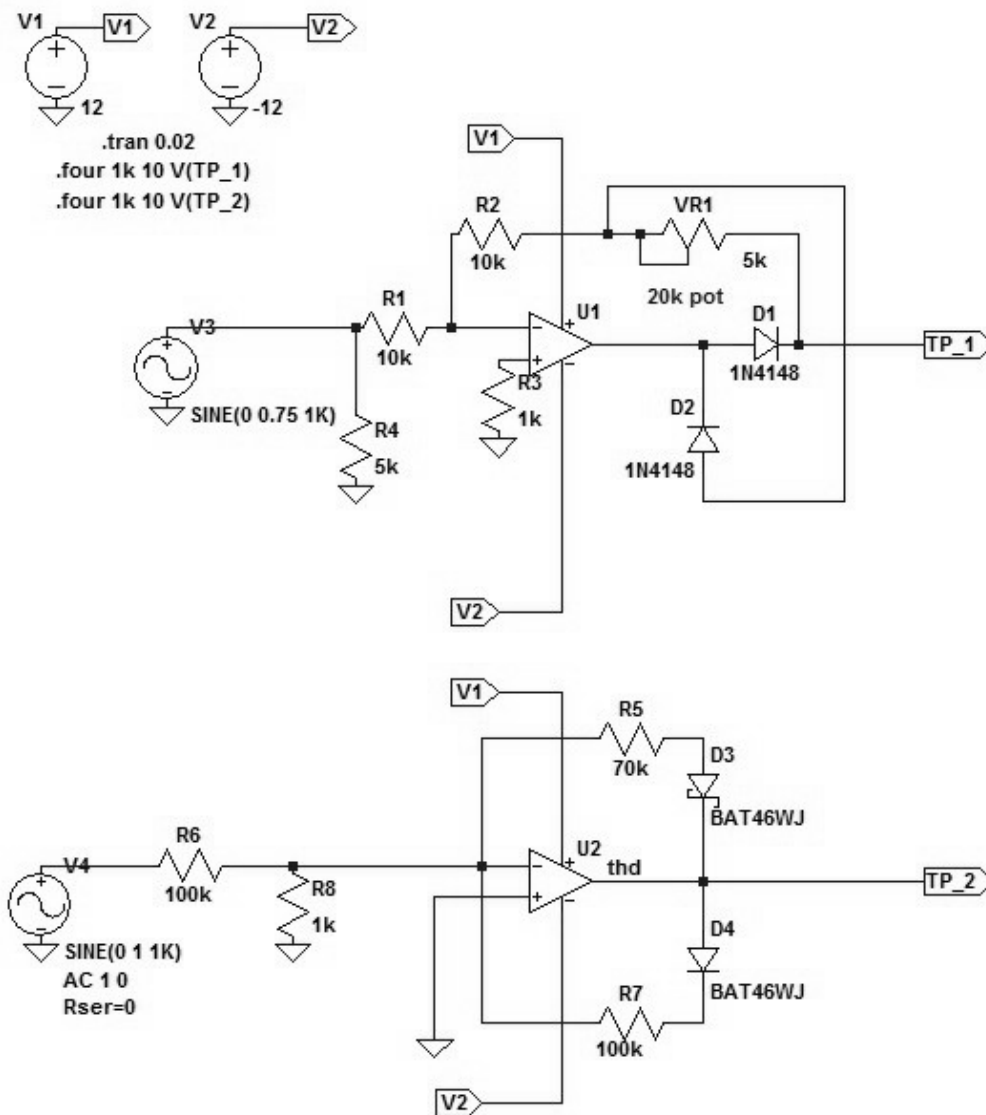 V1
V1
V2
V2
12
-12
.tran 0.02
.four 1k 10 V(TP_1)
.four 1k 10 V(TP_2)
V1
R2
10k
VR1
5k
20k pot
R1
10k
U1
D1
1N4148
TP_1
V3
SINE(0 0.75 1K)
R3
1k
R4
5k
D2
1N4148
V2
V1
R5
70k
D3
BAT46WJ
R6
100k
U2
thd
TP_2
V4
R8
1k
SINE(0 1 1K)
AC 1 0
Rser=0
D4
BAT46WJ
R7
100k
V2